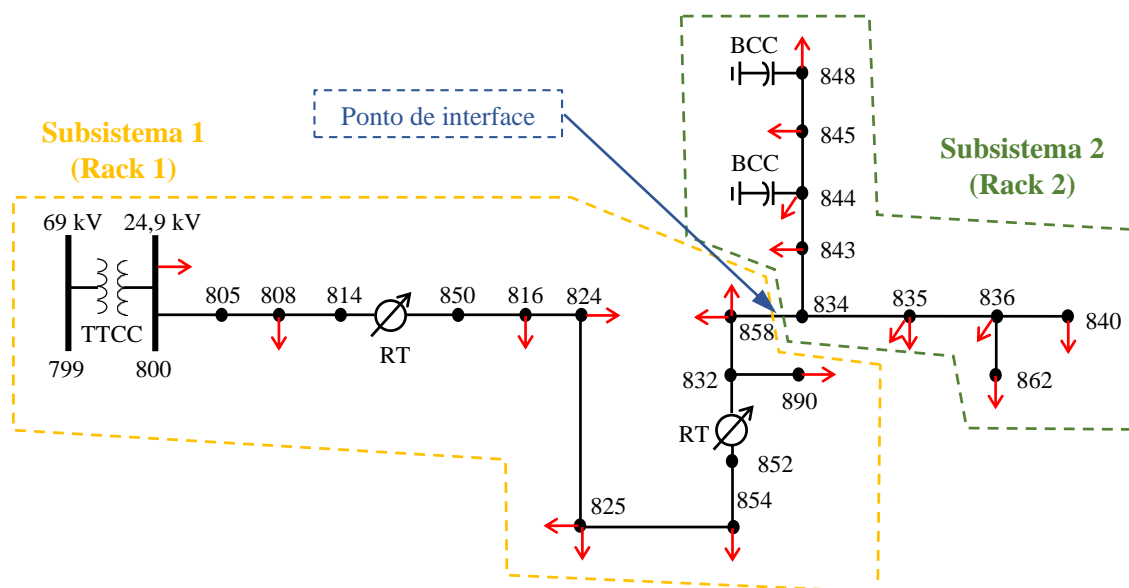 BCC
848
Ponto de interface
845
Subsistema 1
(Rack 1)
Subsistema 2
(Rack 2)
BCC
844
69 kV
24,9 kV
843
805
808
814
850
816
824
834
835
836
840
TTCC
RT
858
799
800
832
890
862
RT
852
854
825